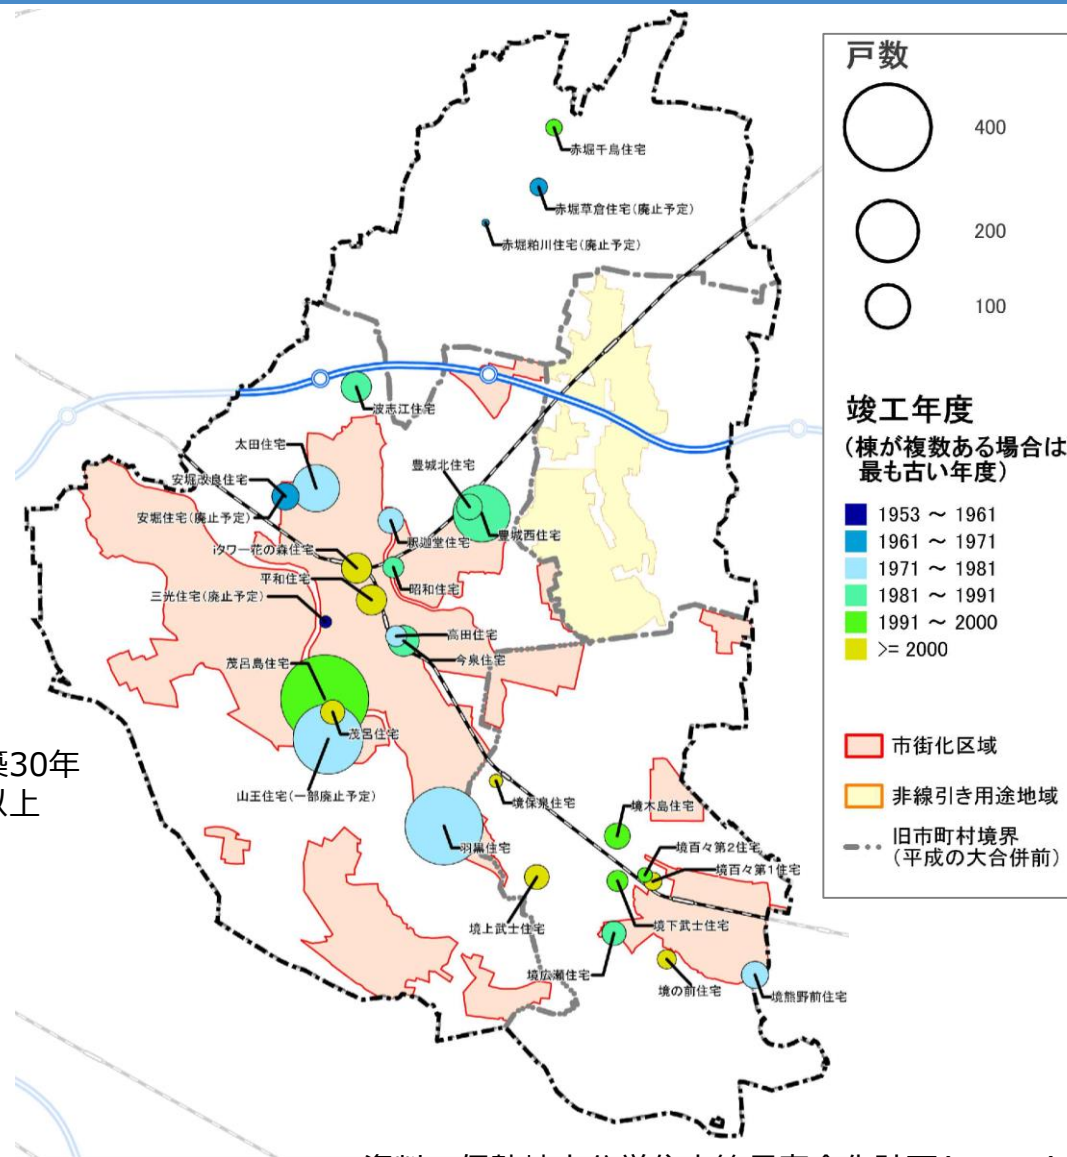 赤堀千鳥住宅
赤堀草倉住宅(廃止予定)
赤堀粕川住宅(廃止予定)
波志江住宅
太田住宅
豊城北住宅
安堀改良住宅
安堀住宅(廃止予定)
豊城西住宅
釈迦堂住宅
iタワー花の森住宅
平和住宅
昭和住宅
三光住宅(廃止予定)
高田住宅
今泉住宅
茂呂島住宅
茂呂住宅
築30年
以上
山王住宅(一部廃止予定)
境保泉住宅
境木島住宅
羽黒住宅
境百々第2住宅
境百々第1住宅
境上武士住宅
境下武士住宅
境広瀬住宅
境の前住宅
境熊野前住宅
戸数
400
200
100
竣工年度
(棟が複数ある場合は
最も古い年度)
1953 ～ 1961
1961 ～ 1971
1971 ～ 1981
1981 ～ 1991
1991 ～ 2000
>= 2000
市街化区域
非線引き用途地域
旧市町村境界
(平成の大合併前)